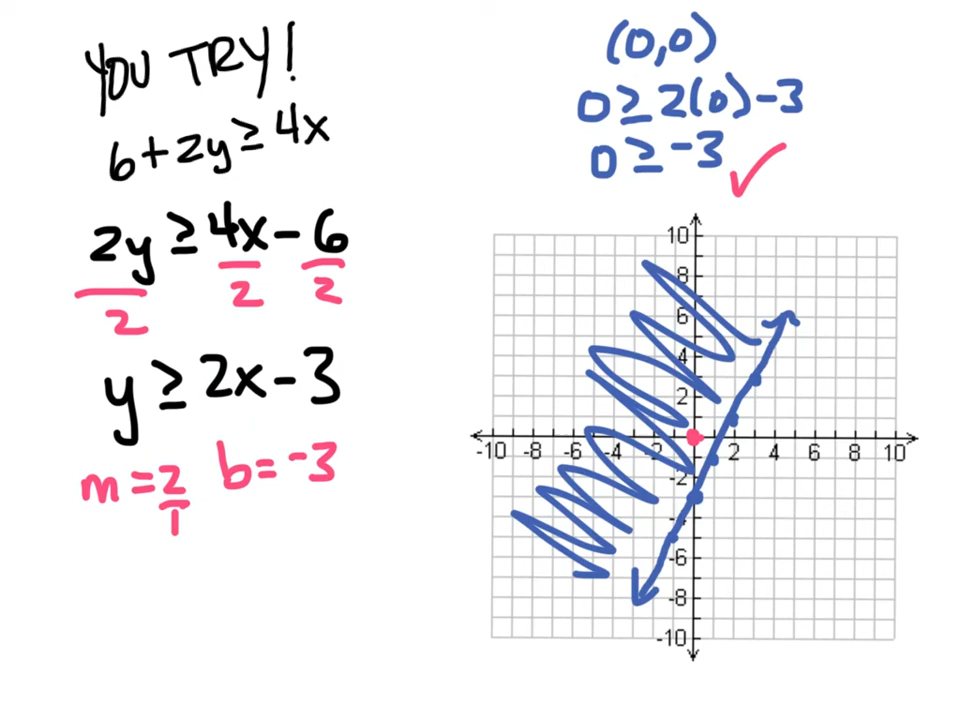 YOU TRY!
6+2y≥4x
2y≥4x-6
2 2 2
y≥2x-3
m=2/1 b=-3
(0,0)
0≥2(0)-3
0≥-3 ✓
10
8
6
4
2
-10 -8 -6 -4 -2 2 4 6 8 10
-2
-4
-6
-8
-10